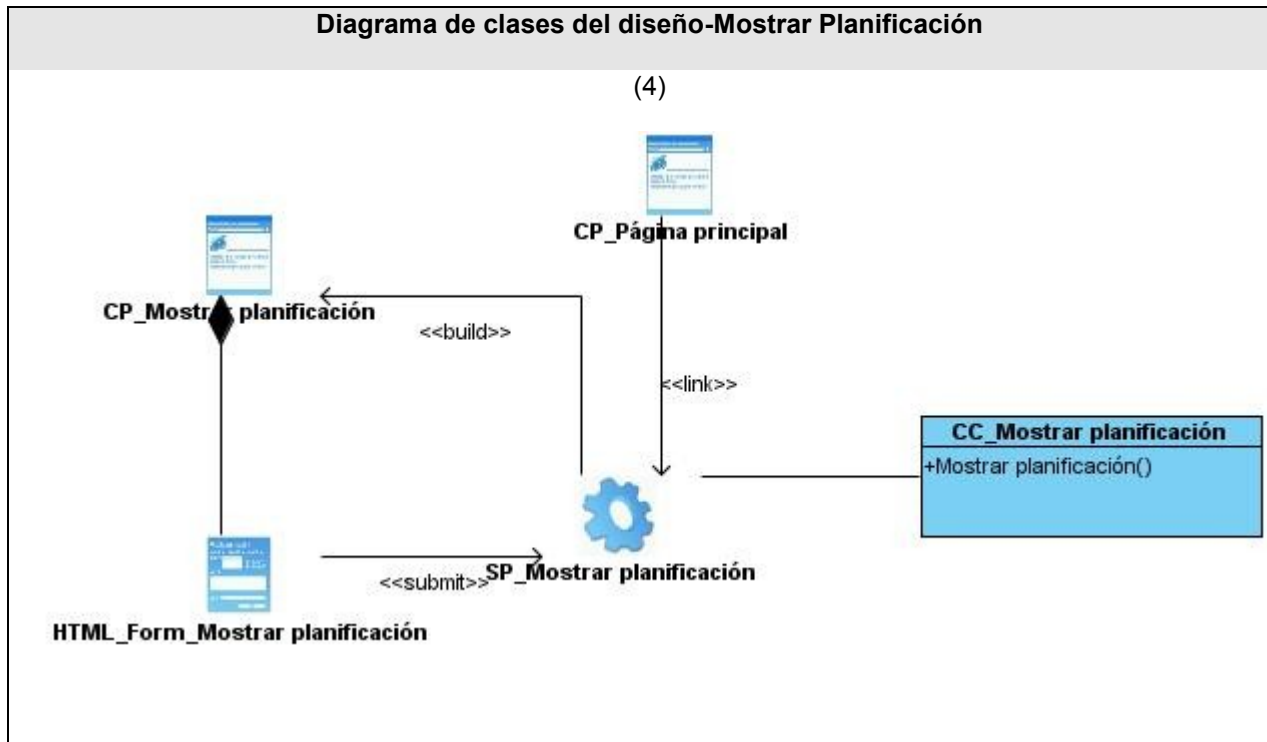 Diagrama de clases del diseño-Mostrar Planificación
(4)
CP_Página principal
CP_Mostrar planificación
<<build>>
<<link>>
CC_Mostrar planificación
+Mostrar planificación()
<<submit>>
SP_Mostrar planificación
HTML_Form_Mostrar planificación